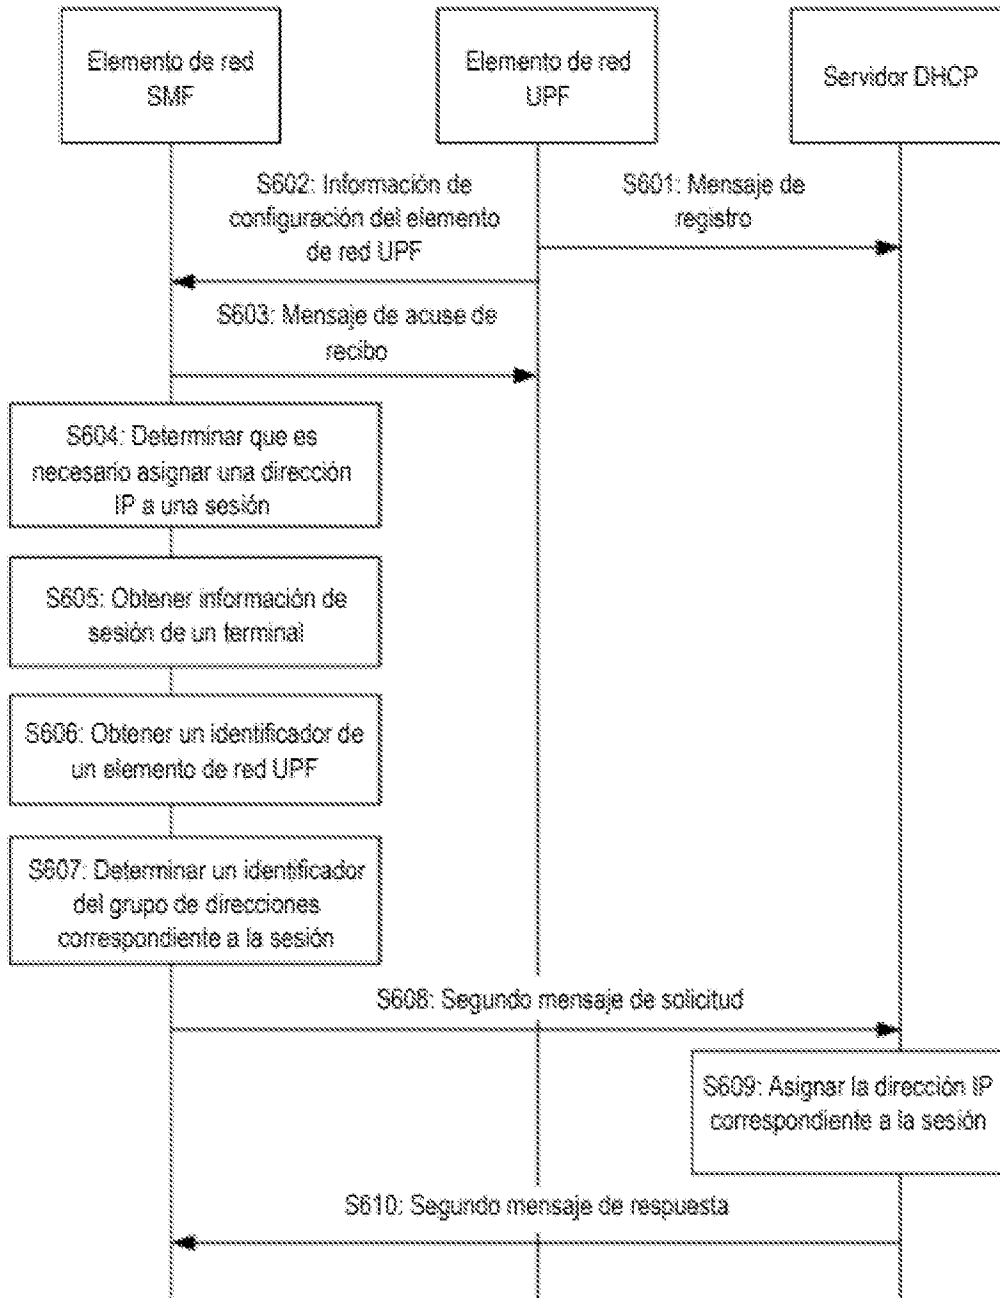 Elemento de red
SMF
Elemento de red
UPF
Servidor DHCP
S602: Información de
configuración del elemento
de red UPF
S601: Mensaje de
registro
S603: Mensaje de acuse de
recibo
S604: Determinar que es
necesario asignar una dirección
IP a una sesión
S605: Obtener información de
sesión de un terminal
S606: Obtener un identificador de
un elemento de red UPF
S607: Determinar un identificador
del grupo de direcciones
correspondiente a la sesión
S608: Segundo mensaje de solicitud
S609: Asignar la dirección IP
correspondiente a la sesión
S610: Segundo mensaje de respuesta